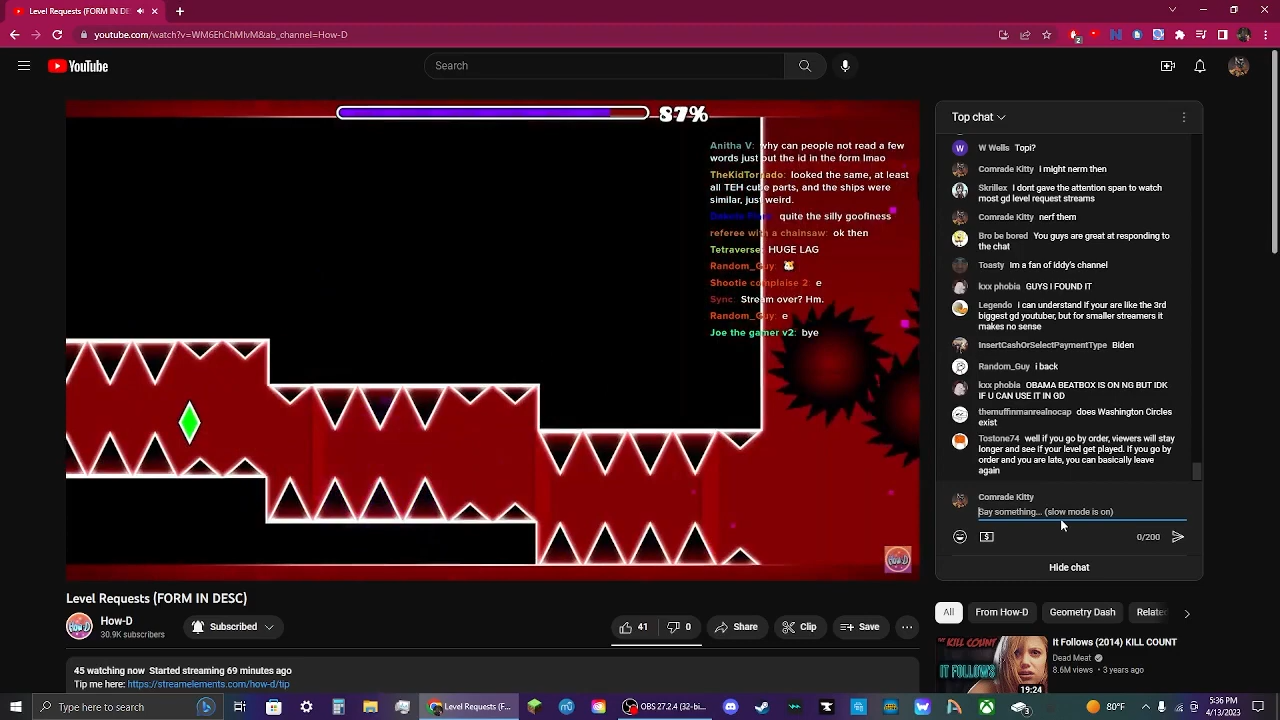 Level Requests (FORM IN DE
youtube.com/watch?v=WM6EhChMIvM&ab_channel=How-D
2
YouTube
Search
87%
Anitha V: why can people not read a few
words just put the id in the form lmao
TheKidTornado: looked the same, at least
all TEH cube parts, and the ships were
similar, just weird.
quite the silly goofiness
referee with a chainsaw: ok then
Tetraverse: HUGE LAG
Random_Guy:
Shootie complaise 2: e
Sync: Stream over? Hm.
Random_Guy: e
Joe the gamer v2: bye
Top chat
W
W Wells Topi?
Comrade Kitty I might nerm then
Skrillex I dont gave the attention span to watch
most gd level request streams
Comrade Kitty nerf them
Bro be bored You guys are great at responding to
the chat
Toasty Im a fan of iddy's channel
kxx phobia GUYS I FOUND IT
Legendo I can understand if your are like the 3rd
biggest gd youtuber, but for smaller streamers it
makes no sense
InsertCashOrSelectPaymentType BIden
Random_Guy i back
kxx phobia OBAMA BEATBOX IS ON NG BUT IDK
IF U CAN USE IT IN GD
themuffinmanrealnocap does Washington Circles
exist
Tostone74 well if you go by order, viewers will stay
longer and see if your level get played. If you go by
order and you are late, you can basically leave
again
Comrade Kitty
Say something... (slow mode is on)
0/200
Hide chat
How-D
Level Requests (FORM IN DESC)
How-D
30.9K subscribers
Subscribed
41
0
Share
Clip
Save
All
From How-D
Geometry Dash
Relate
45 watching now Started streaming 69 minutes ago
Tip me here: https://streamelements.com/how-d/tip
KILL COUNT
IT FOLLOWS
19:24
It Follows (2014) KILL COUNT
Dead Meat
8.6M views • 3 years ago
Type here to search
Level Requests (F...
OBS 27.2.4 (32-bi...
80°F
5:36 PM
4/13/2023